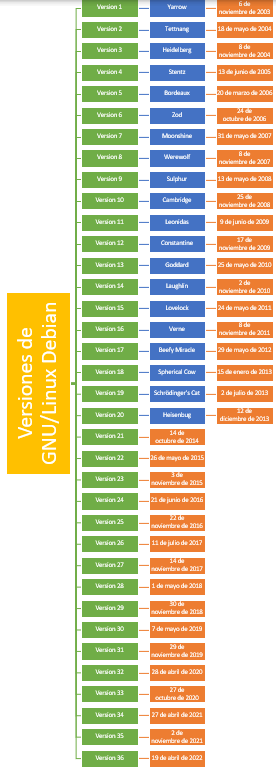 Versiones de
GNU/Linux Debian
Version 1
Yarrow
6 de
noviembre de 2003
Version 2
Tettnang
18 de mayo de 2004
Version 3
Heidelberg
8 de
noviembre de 2004
Version 4
Stentz
13 de junio de 2005
Version 5
Bordeaux
20 de marzo de 2006
Version 6
Zod
24 de
octubre de 2006
Version 7
Moonshine
31 de mayo de 2007
Version 8
Werewolf
8 de
noviembre de 2007
Version 9
Sulphur
13 de mayo de 2008
Version 10
Cambridge
25 de
noviembre de 2008
Version 11
Leonidas
9 de junio de 2009
Version 12
Constantine
17 de
noviembre de 2009
Version 13
Goddard
25 de mayo de 2010
Version 14
Laughlin
2 de
noviembre de 2010
Version 15
Lovelock
24 de mayo de 2011
Version 16
Verne
8 de
noviembre de 2011
Version 17
Beefy Miracle
29 de mayo de 2012
Version 18
Spherical Cow
15 de enero de 2013
Version 19
Schrödinger's Cat
2 de julio de 2013
Version 20
Heisenbug
12 de
diciembre de 2013
Version 21
14 de
octubre de 2014
Version 22
26 de mayo de 2015
Version 23
3 de
noviembre de 2015
Version 24
21 de junio de 2016
Version 25
22 de
noviembre de 2016
Version 26
11 de julio de 2017
Version 27
14 de
noviembre de 2017
Version 28
1 de mayo de 2018
Version 29
30 de
noviembre de 2018
Version 30
7 de mayo de 2019
Version 31
29 de
noviembre de 2019
Version 32
28 de abril de 2020
Version 33
27 de
octubre de 2020
Version 34
27 de abril de 2021
Version 35
2 de
noviembre de 2021
Version 36
19 de abril de 2022